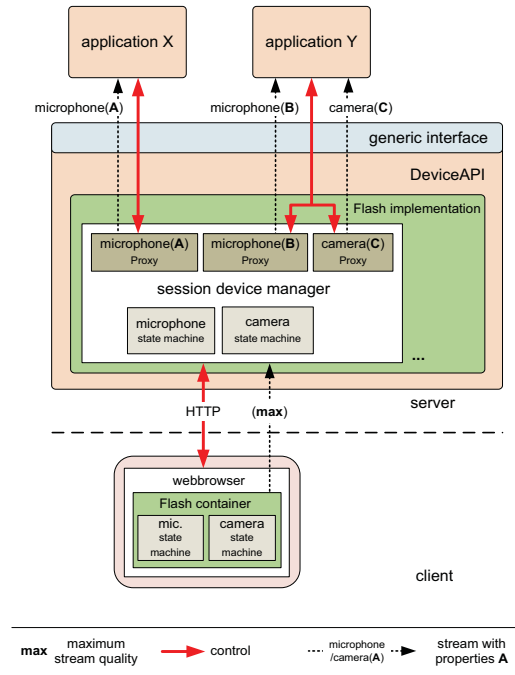 application X
application Y
microphone(A)
microphone(B)
camera(C)
generic interface
DeviceAPI
Flash implementation
microphone(A)
Proxy
microphone(B)
Proxy
camera(C)
Proxy
session device manager
microphone
state machine
camera
state machine
...
server
HTTP
(max)
webbrowser
Flash container
mic.
state
machine
camera
state
machine
client
max
maximum
stream quality
control
microphone
/camera(A)
stream with
properties A